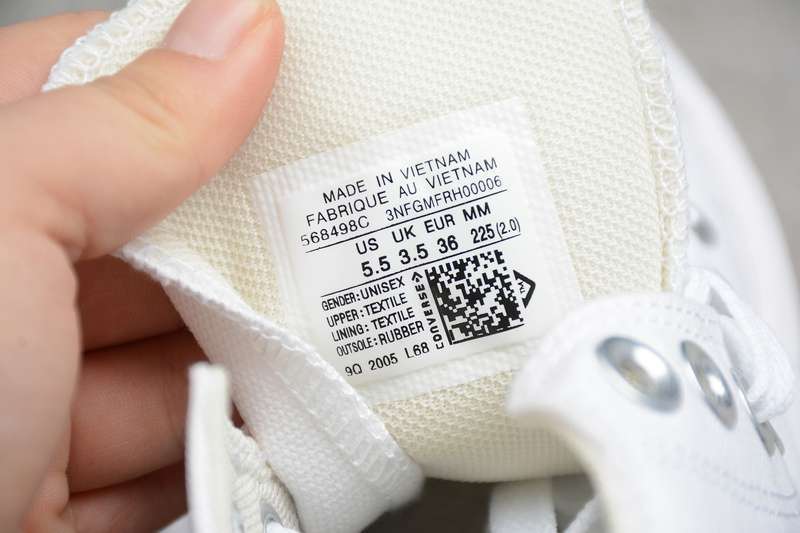 MADE IN VIETNAM
FABRIQUE AU VIETNAM
568498C 3NFGMFRH00006
US UK EUR MM
5.5 3.5 36 225(2.0)
GENDER:UNISEX
UPPER:TEXTILE
LINING:TEXTILE
OUTSOLE:RUBBER
CONVERSE
TM
9Q 2005 L68